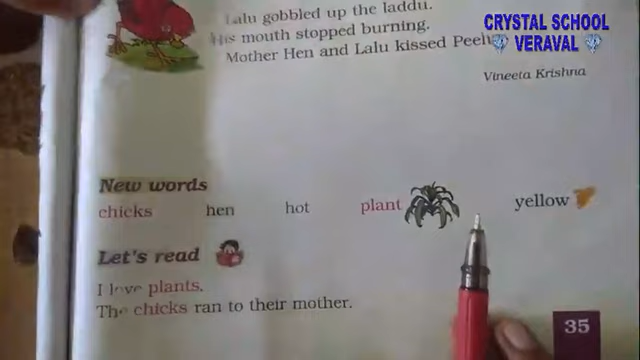 Lalu gobbled up the laddu.
His mouth stopped burning.
Mother Hen and Lalu kissed
Vineeta Krishna
CRYSTAL SCHOOL
VERAVAL
New words
chicks hen hot plant yellow
Let's read
I love plants.
The chicks ran to their mother.
35